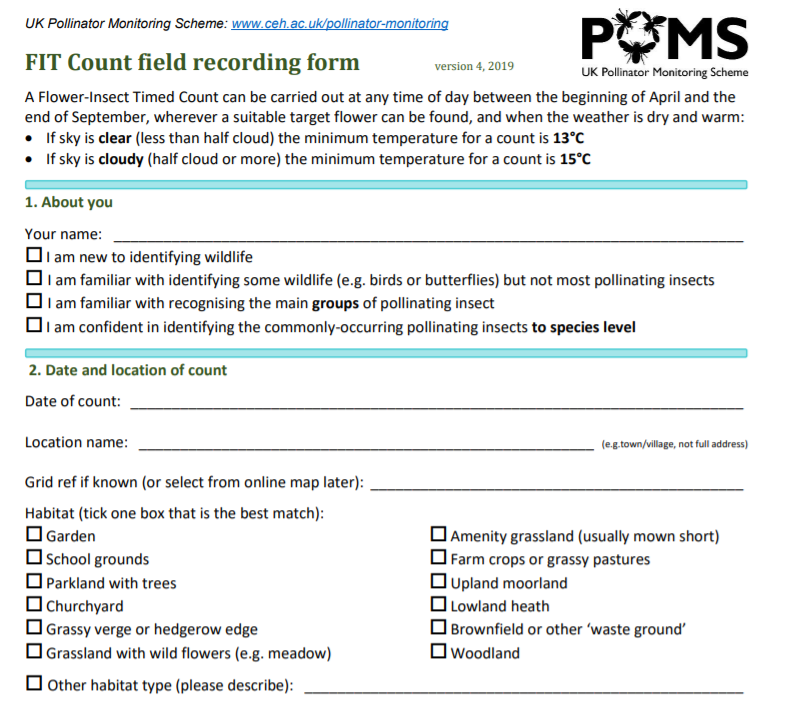 UK Pollinator Monitoring Scheme: www.ceh.ac.uk/pollinator-monitoring
POMS
UK Pollinator Monitoring Scheme
FIT Count field recording form
version 4, 2019
A Flower-Insect Timed Count can be carried out at any time of day between the beginning of April and the
end of September, wherever a suitable target flower can be found, and when the weather is dry and warm:
• If sky is clear (less than half cloud) the minimum temperature for a count is 13°C
• If sky is cloudy (half cloud or more) the minimum temperature for a count is 15°C
1. About you
Your name:
I am new to identifying wildlife
I am familiar with identifying some wildlife (e.g. birds or butterflies) but not most pollinating insects
I am familiar with recognising the main groups of pollinating insect
I am confident in identifying the commonly-occurring pollinating insects to species level
2. Date and location of count
Date of count:
Location name: (e.g.town/village, not full address)
Grid ref if known (or select from online map later):
Habitat (tick one box that is the best match):
Garden
School grounds
Parkland with trees
Churchyard
Grassy verge or hedgerow edge
Grassland with wild flowers (e.g. meadow)
Amenity grassland (usually mown short)
Farm crops or grassy pastures
Upland moorland
Lowland heath
Brownfield or other ‘waste ground’
Woodland
Other habitat type (please describe):